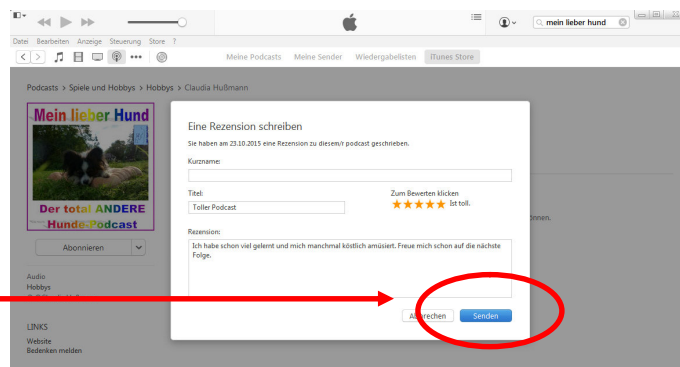 mein lieber hund
Datei Bearbeiten Anzeige Steuerung Store ?
Meine Podcasts Meine Sender Wiedergabelisten iTunes Store
Podcasts > Spiele und Hobbys > Hobbys > Claudia Hußmann
Mein lieber Hund
Der total ANDERE
Hunde-Podcast
Abonnieren
Audio
Hobbys
LINKS
Website
Bedenken melden
Eine Rezension schreiben
Sie haben am 23.10.2015 eine Rezension zu diesem/r podcast geschrieben.
Kurzname:
Titel:
Zum Bewerten klicken
Toller Podcast
Ist toll.
Rezension:
Ich habe schon viel gelernt und mich manchmal köstlich amüsiert. Freue mich schon auf die nächste
Folge.
Abbrechen Senden
önnen.